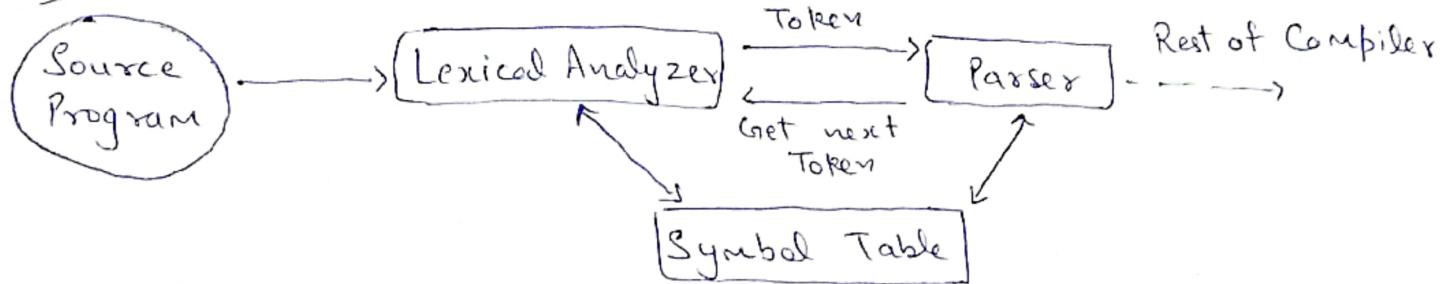 Source
Program
Lexical Analyzer
Token
Get next
Token
Parser
Rest of Compiler
Symbol Table